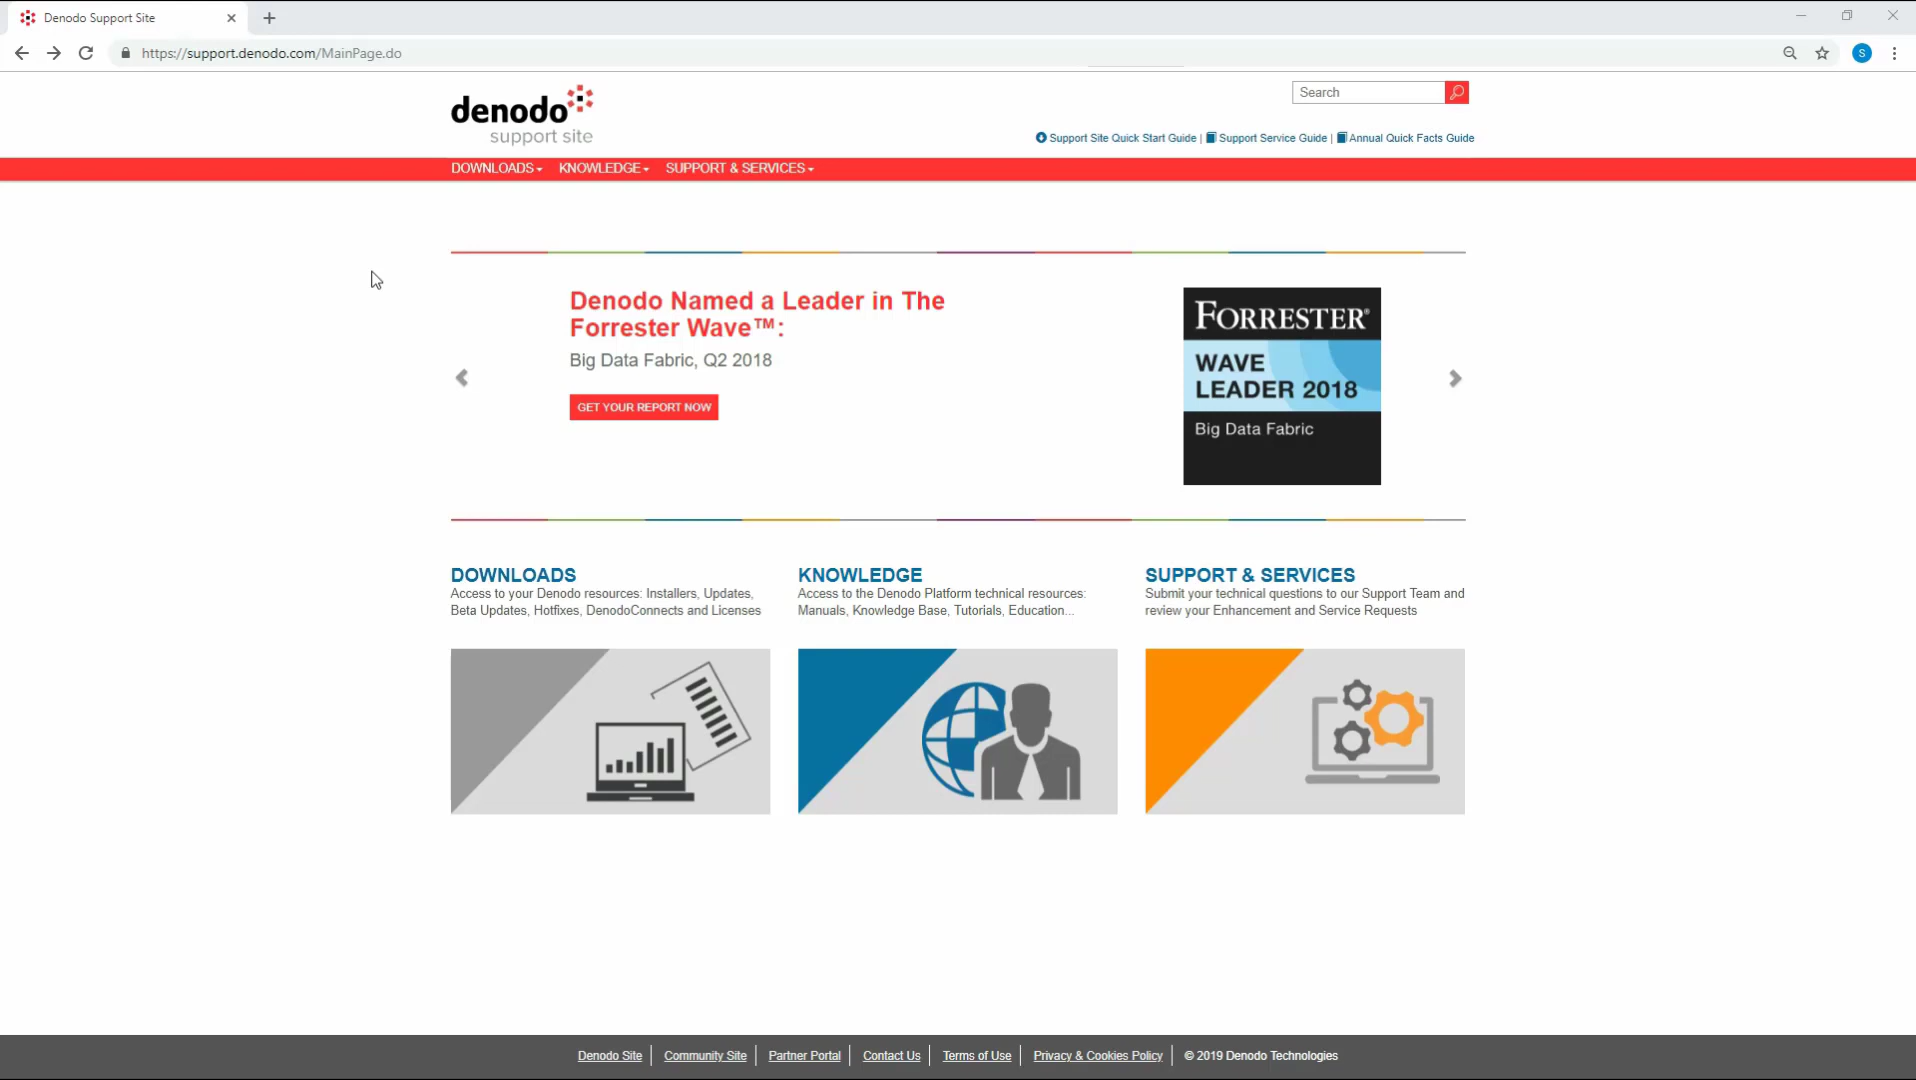 Denodo Support Site
https://support.denodo.com/MainPage.do
S
denodo
support site
Search
Support Site Quick Start Guide | Support Service Guide | Annual Quick Facts Guide
DOWNLOADS KNOWLEDGE SUPPORT & SERVICES
Denodo Named a Leader in The
Forrester Wave™:
Big Data Fabric, Q2 2018
GET YOUR REPORT NOW
FORRESTER®
WAVE
LEADER 2018
Big Data Fabric
DOWNLOADS
Access to your Denodo resources: Installers, Updates,
Beta Updates, Hotfixes, DenodoConnects and Licenses
KNOWLEDGE
Access to the Denodo Platform technical resources:
Manuals, Knowledge Base, Tutorials, Education...
SUPPORT & SERVICES
Submit your technical questions to our Support Team and
review your Enhancement and Service Requests
Denodo Site | Community Site | Partner Portal | Contact Us | Terms of Use | Privacy & Cookies Policy | © 2019 Denodo Technologies